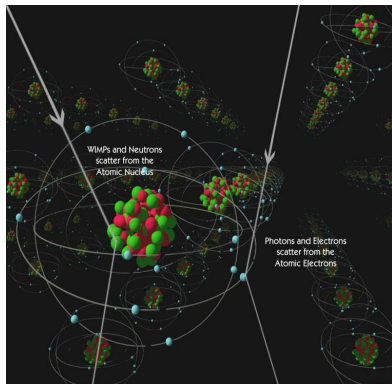 WIMPs and Neutrons
scatter from the
Atomic Nucleus
Photons and Electrons
scatter from the
Atomic Electrons